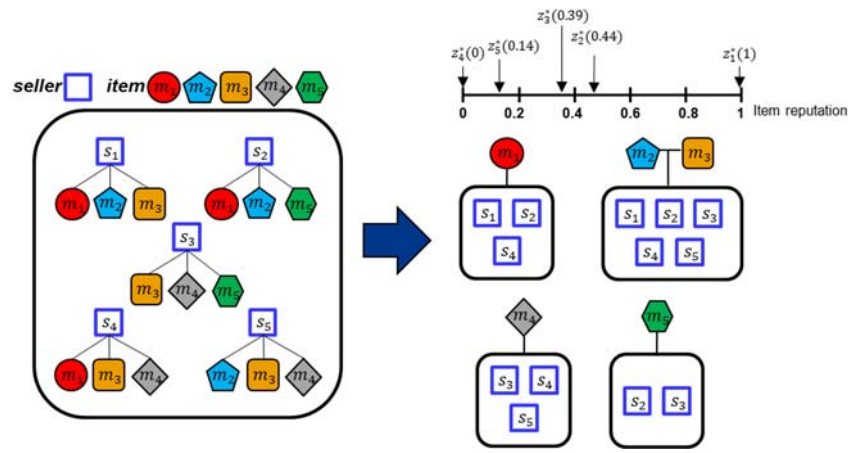 seller item m₁ m₂ m₃ m₄ m₅
s₁ s₂
m₁ m₂ m₃ m₁ m₂ m₅
s₃
m₃ m₄ m₅
s₄ s₅
m₁ m₃ m₄ m₂ m₃ m₄
z₃*(0.39)
z₄*(0) z₅*(0.14) z₂*(0.44) z₁*(1)
0 0.2 0.4 0.6 0.8 1 Item reputation
m₁ m₂ m₃
s₁ s₂ s₁ s₂ s₃
s₄ s₄ s₅
m₄ m₅
s₃ s₄ s₂ s₃
s₅